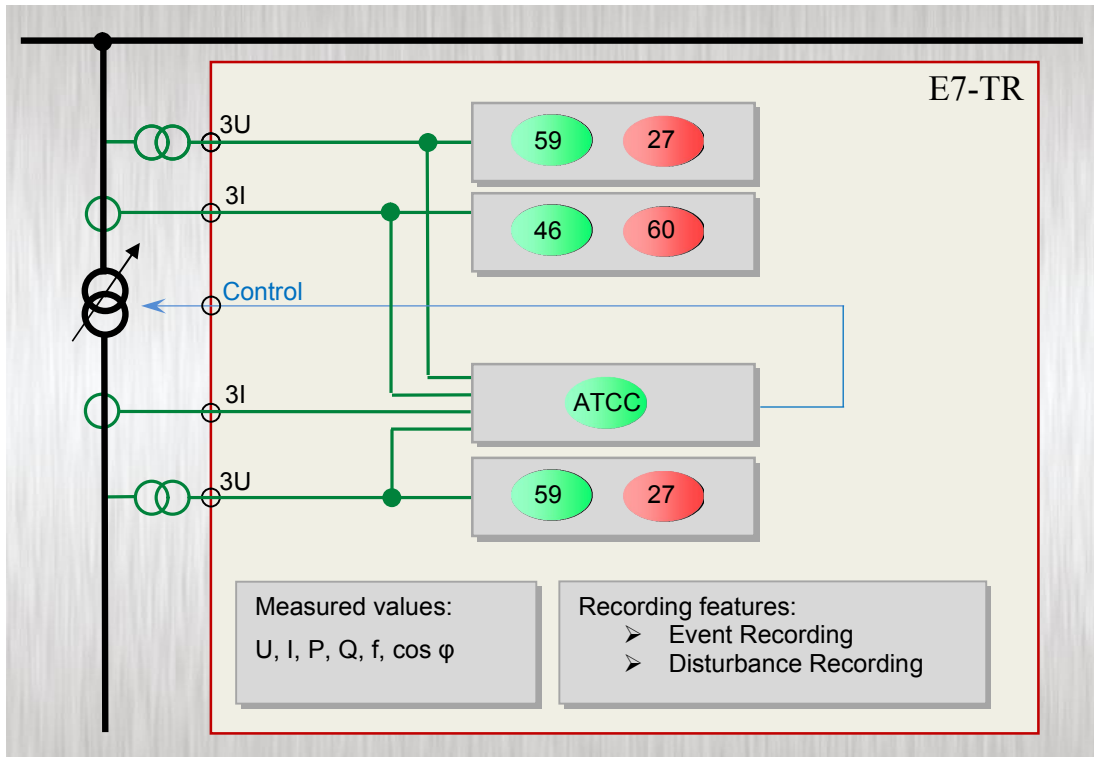 E7-TR
3U
59 27
3I
46 60
Control
3I
ATCC
3U
59 27
Measured values:
U, I, P, Q, f, cos φ
Recording features:
➢ Event Recording
➢ Disturbance Recording